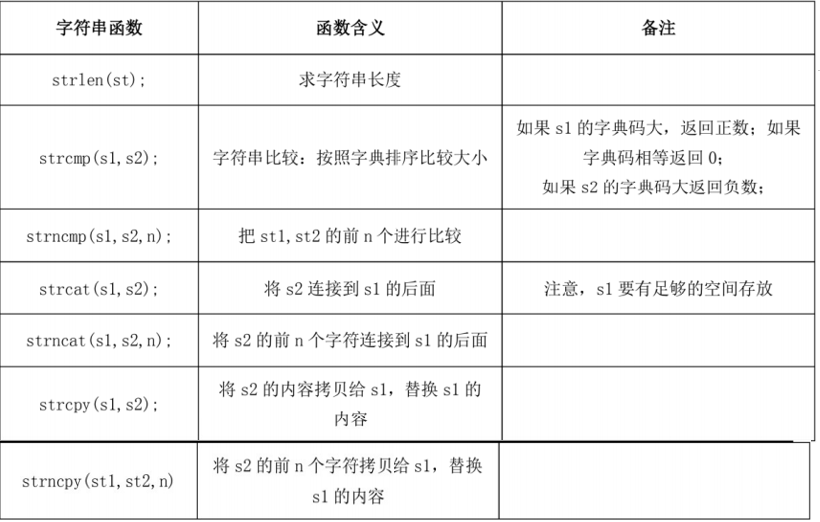 字符串函数 函数含义 备注
strlen(st); 求字符串长度
如果 s1 的字典码大，返回正数；如果
strcmp(s1,s2); 字符串比较：按照字典排序比较大小 字典码相等返回 0；
如果 s2 的字典码大返回负数；
strncmp(s1,s2,n); 把 st1,st2 的前 n 个进行比较
strcat(s1,s2); 将 s2 连接到 s1 的后面 注意，s1 要有足够的空间存放
strncat(s1,s2,n); 将 s2 的前 n 个字符连接到 s1 的后面
strcpy(s1,s2); 将 s2 的内容拷贝给 s1，替换 s1 的
内容
strncpy(st1,st2,n) 将 s2 的前 n 个字符拷贝给 s1，替换
s1 的内容